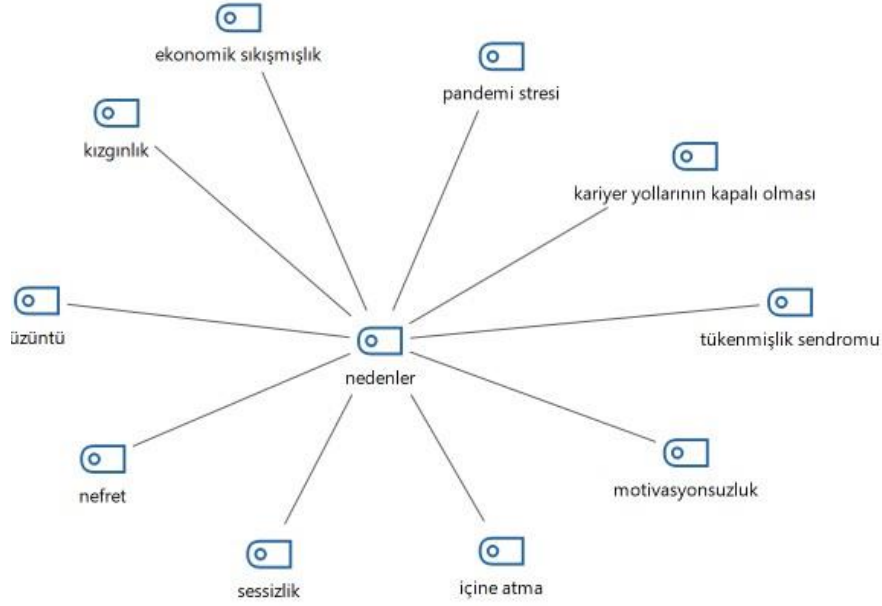 ekonomik sıkışmışlık
pandemi stresi
kızgınlık
kariyer yollarının kapalı olması
üzüntü
tükenmişlik sendromu
nedenler
nefret
motivasyonsuzluk
sessizlik
içine atma